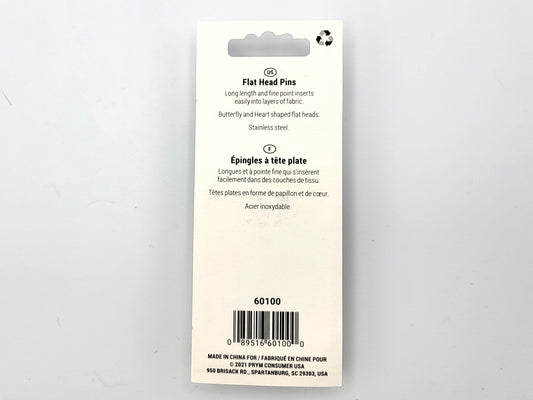 US
Flat Head Pins
Long length and fine point inserts
easily into layers of fabric.
Butterfly and Heart shaped flat heads.
Stainless steel.
F
Épingles à tête plate
Longues et à pointe fine qui s'insèrent
facilement dans des couches de tissu.
Têtes plates en forme de papillon et de cœur.
Acier inoxydable.
60100
0 89516 60100 0
MADE IN CHINA FOR / FABRIQUÉ EN CHINE POUR
© 2021 PRYM CONSUMER USA
950 BRISACK RD., SPARTANBURG, SC 29303, USA